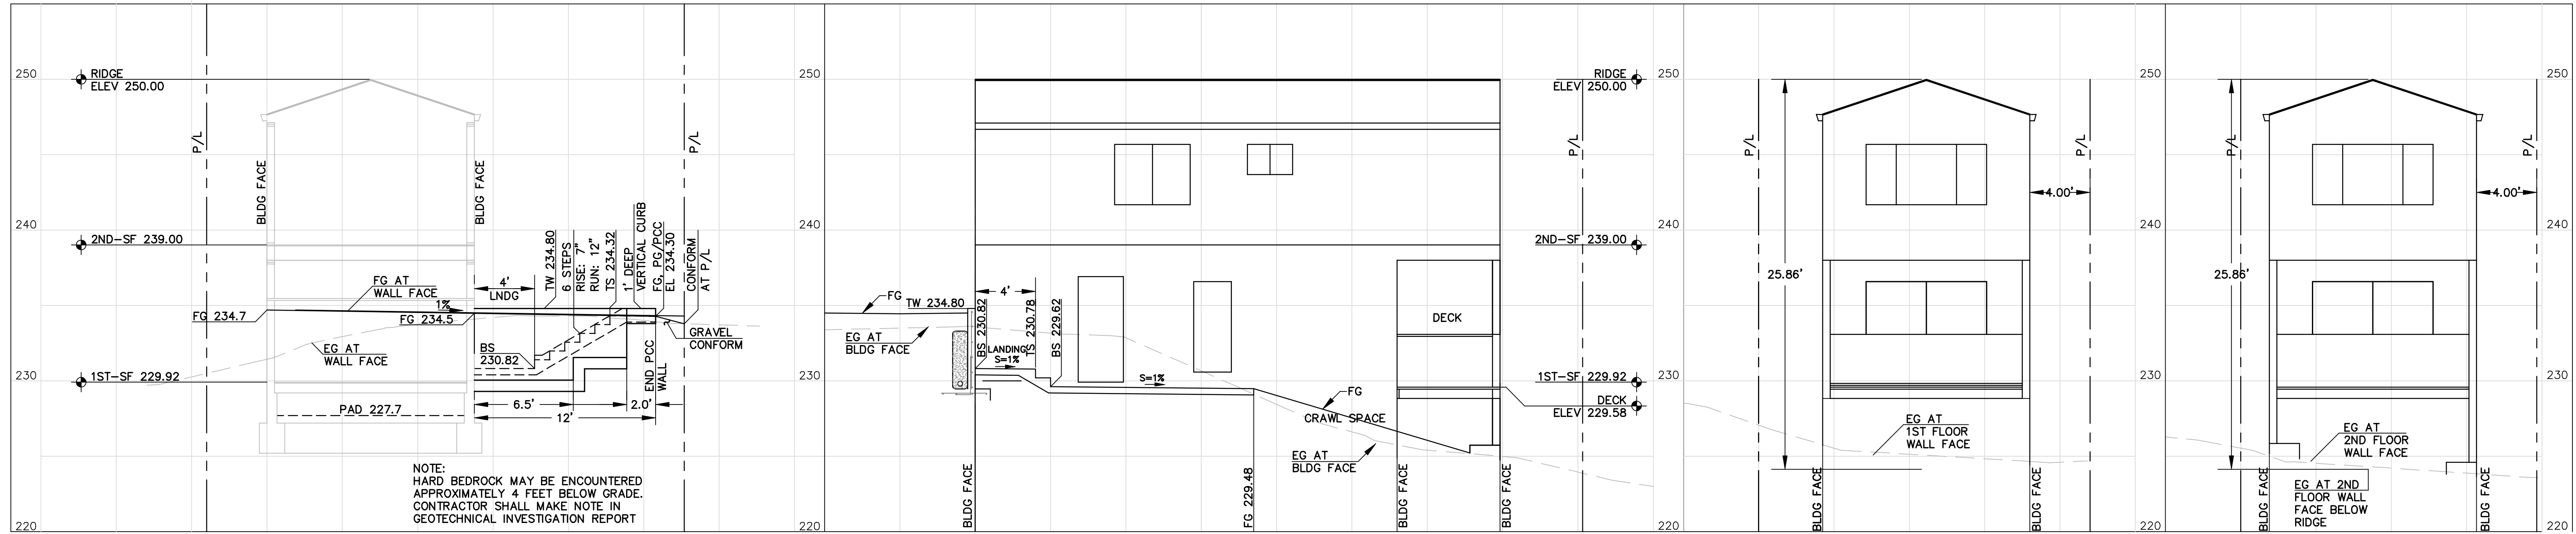 250
RIDGE
ELEV 250.00
P/L
P/L
BLDG FACE
BLDG FACE
240
2ND-SF 239.00
FG AT
WALL FACE
1%
FG 234.7
FG 234.5
4'
LNDG
TW 234.80
6 STEPS
RISE: 7"
RUN: 12"
TS 234.32
1' DEEP
VERTICAL CURB
FG, PG/PCC
EL 234.30
CONFORM
AT P/L
GRAVEL
CONFORM
EG AT
WALL FACE
BS
230.82
END PCC
WALL
230
1ST-SF 229.92
PAD 227.7
6.5'
2.0'
12'
NOTE:
HARD BEDROCK MAY BE ENCOUNTERED
APPROXIMATELY 4 FEET BELOW GRADE.
CONTRACTOR SHALL MAKE NOTE IN
GEOTECHNICAL INVESTIGATION REPORT
220
250
240
230
220
RIDGE
ELEV 250.00
P/L
2ND-SF 239.00
FG
TW 234.80
4'
BS 230.82
LANDING
S=1%
TS 230.78
BS 229.62
EG AT
BLDG FACE
S=1%
DECK
FG
CRAWL SPACE
1ST-SF 229.92
DECK
ELEV 229.58
EG AT
BLDG FACE
BLDG FACE
FG 229.48
BLDG FACE
BLDG FACE
250
240
230
220
P/L
P/L
4.00'
25.86'
EG AT
1ST FLOOR
WALL FACE
BLDG FACE
BLDG FACE
250
240
230
220
P/L
P/L
4.00'
25.86'
EG AT
2ND FLOOR
WALL FACE
EG AT 2ND
FLOOR WALL
FACE BELOW
RIDGE
BLDG FACE
BLDG FACE
250
240
230
220